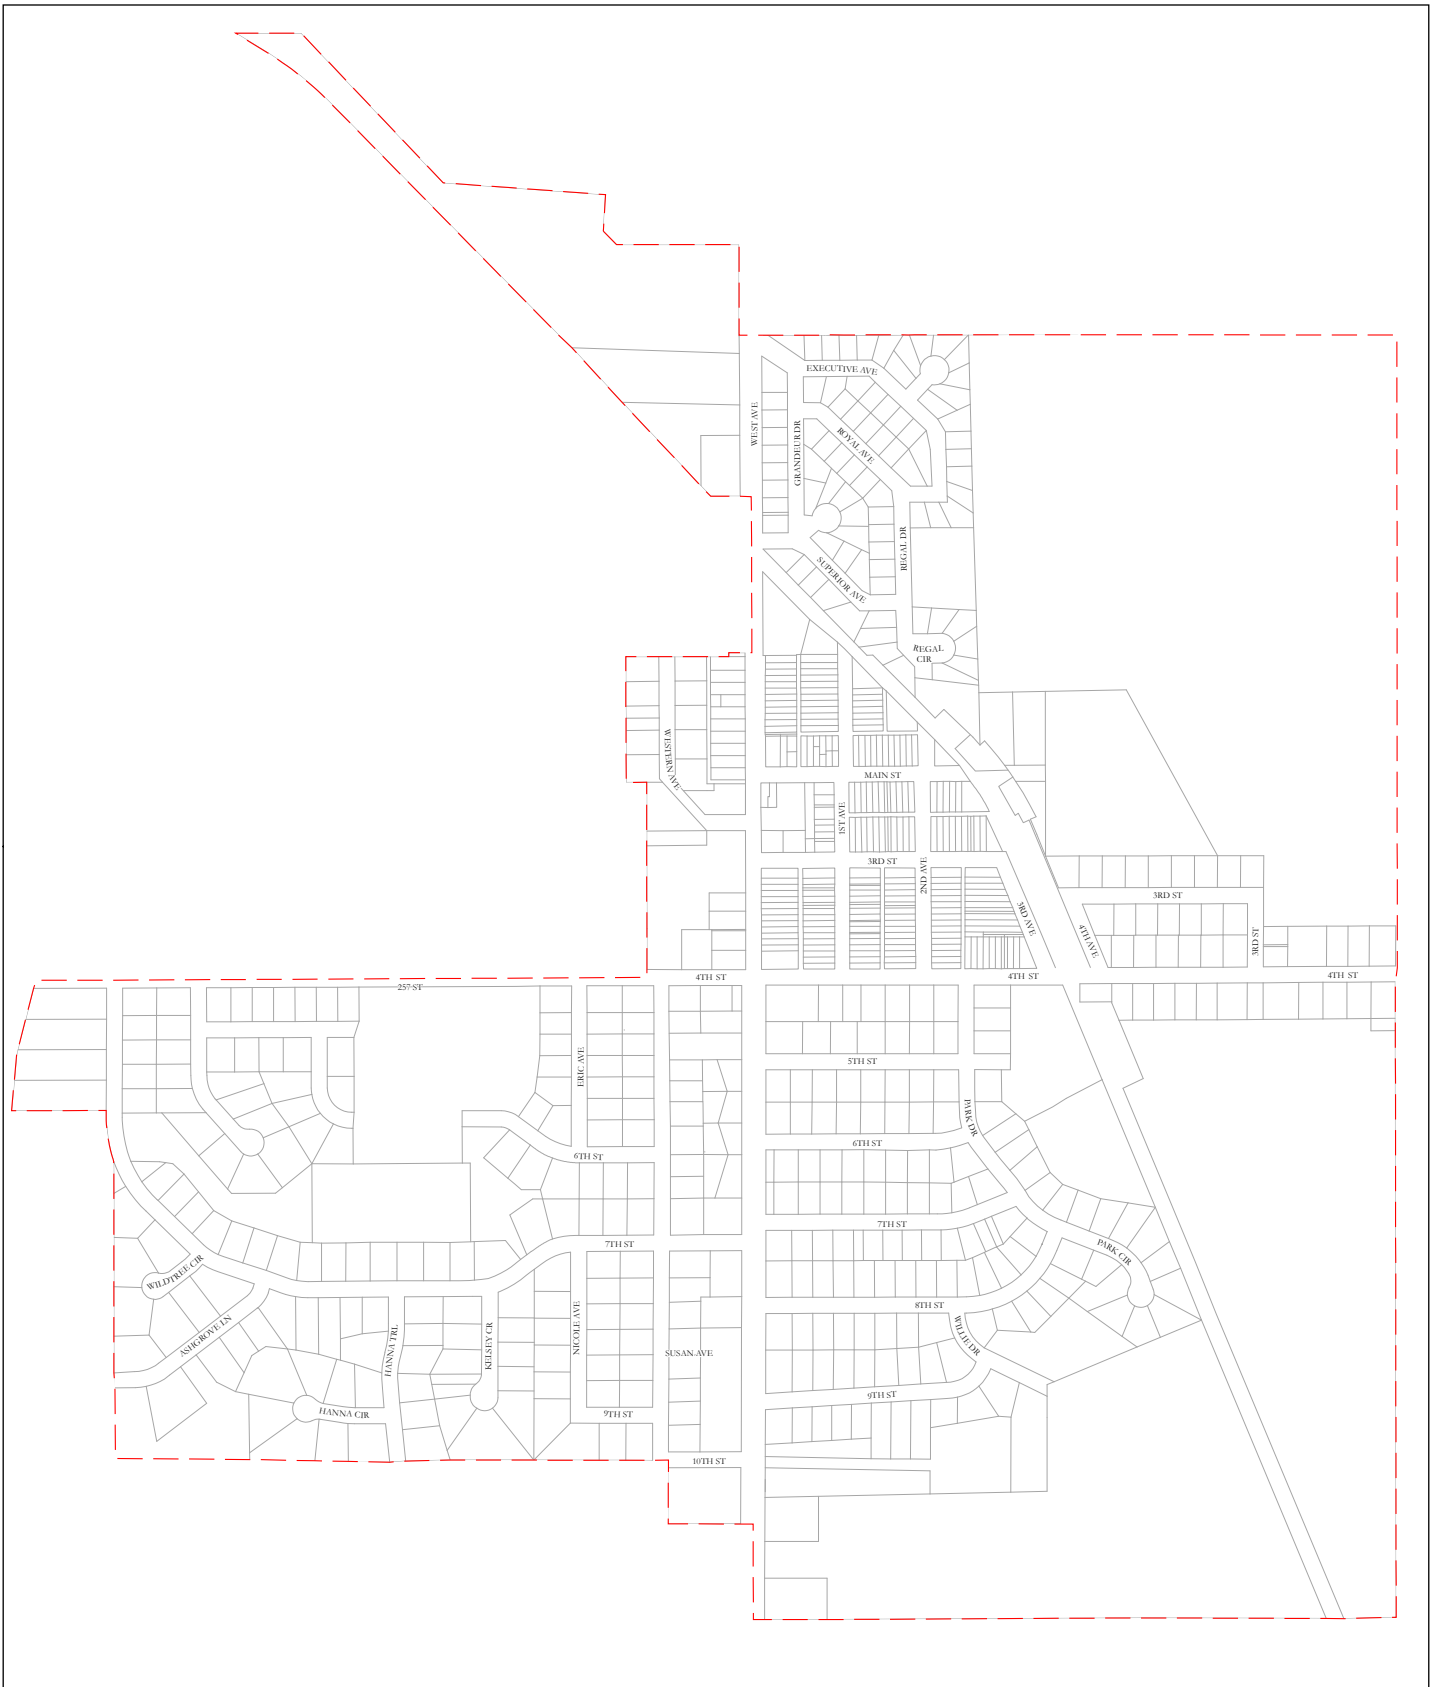 EXECUTIVE AVE
WEST AVE
GRANDEUR DR
ROYAL AVE
REGAL DR
SUPERIOR AVE
REGAL
CIR
WESTERN AVE
MAIN ST
1ST AVE
3RD ST
2ND AVE
3RD ST
3RD AVE
4TH AVE
3RD ST
4TH ST
4TH ST
4TH ST
257 ST
ERIC AVE
5TH ST
PARK DR
6TH ST
6TH ST
7TH ST
7TH ST
PARK CIR
WILDTREE CIR
8TH ST
ASHGROVE LN
HANNA TRL
KELSEY CR
NICOLE AVE
SUSAN AVE
WILLIE DR
9TH ST
HANNA CIR
9TH ST
10TH ST